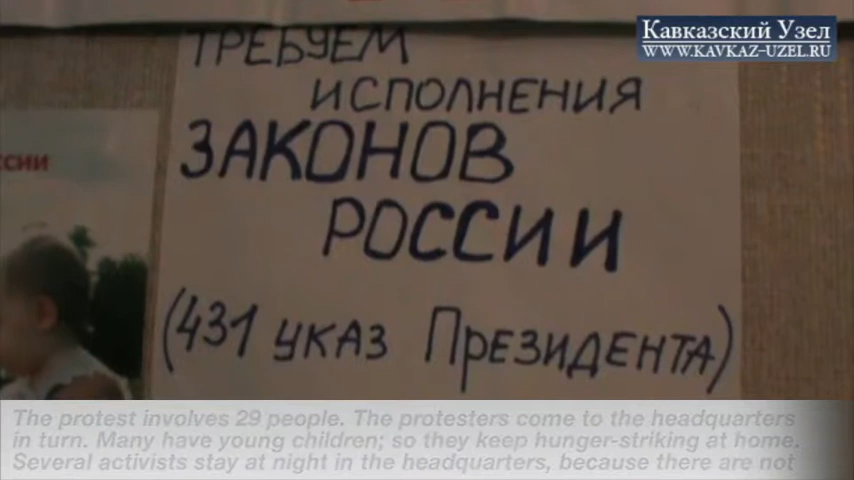 Кавказский Узел
WWW.KAVKAZ-UZEL.RU
ТРЕБУЕМ
ИСПОЛНЕНИЯ
ЗАКОНОВ
РОССИИ
(431 УКАЗ ПРЕЗИДЕНТА)
ССИИ
The protest involves 29 people. The protesters come to the headquarters
in turn. Many have young children; so they keep hunger-striking at home.
Several activists stay at night in the headquarters, because there are not